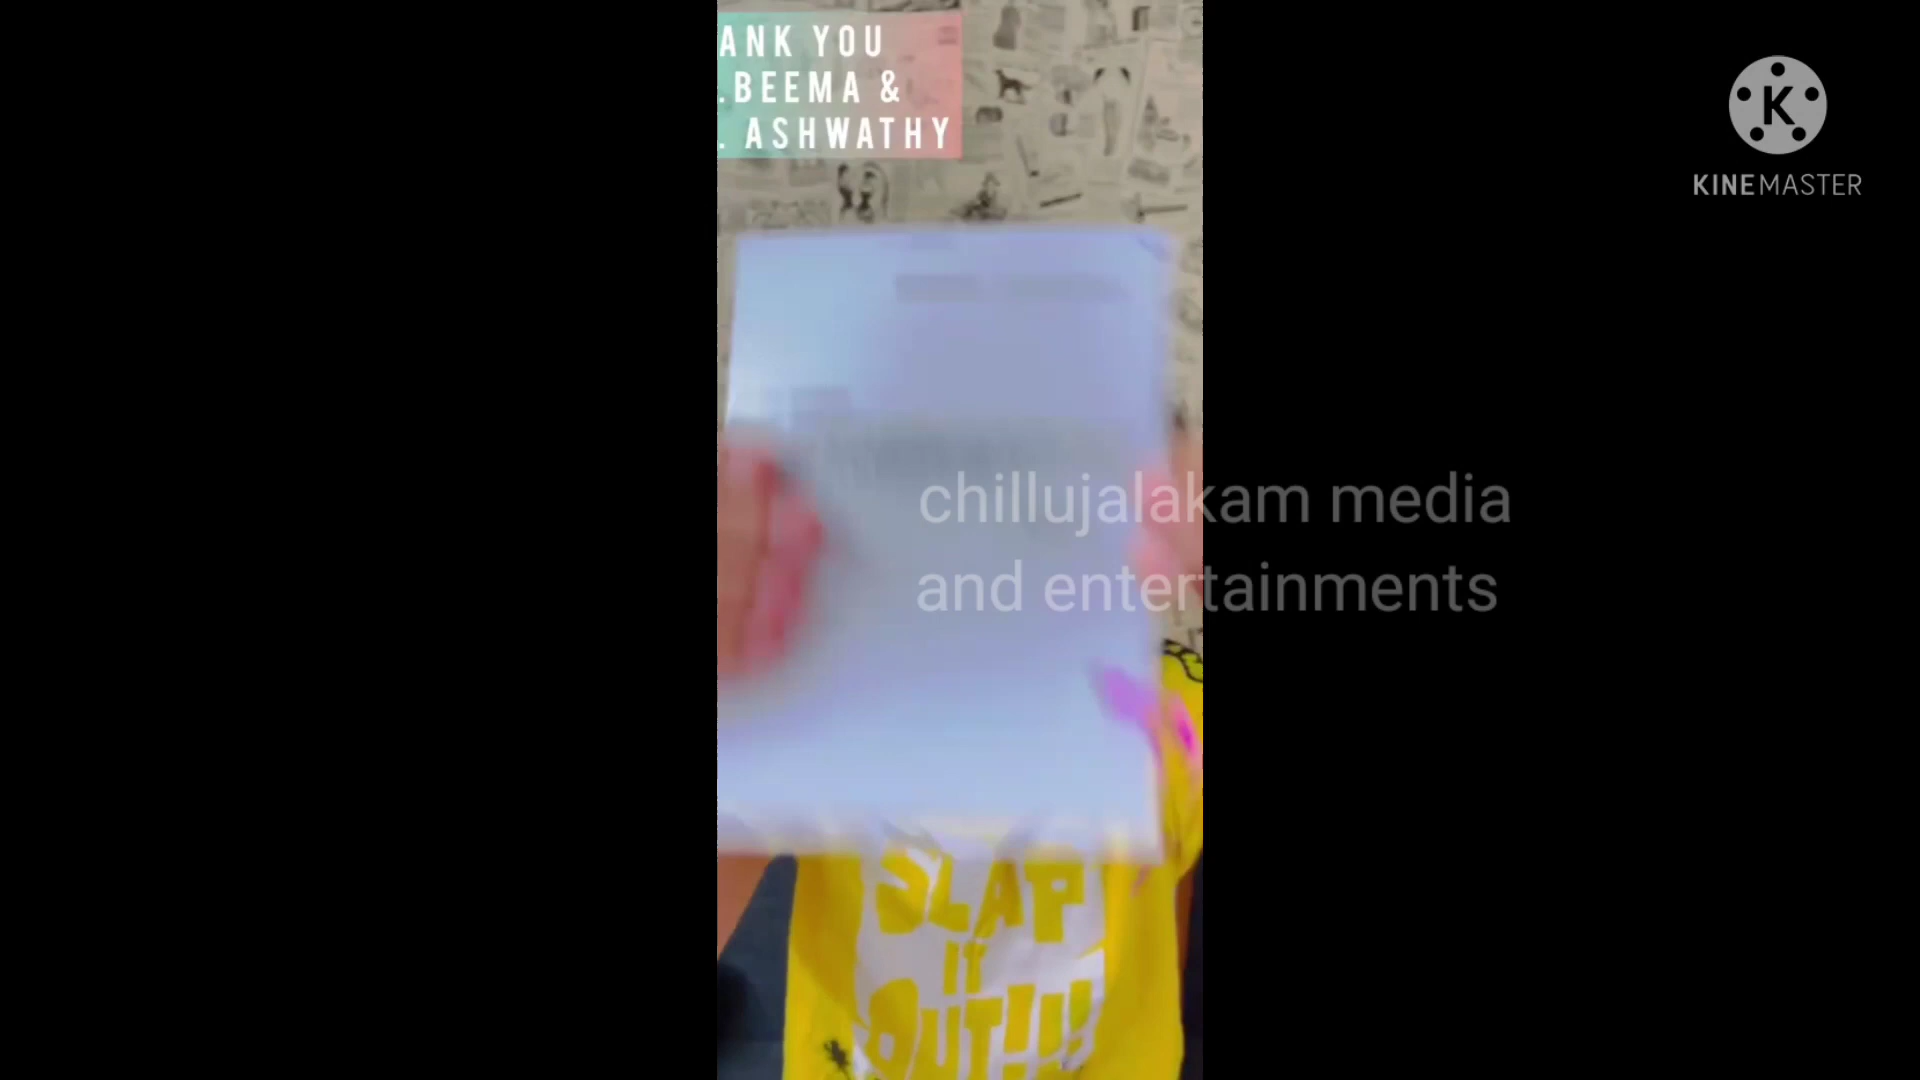 ANK YOU
.BEEMA &
. ASHWATHY
KINEMASTER
chillujalakam media
and entertainments
SLAP
IT
OUT!!!